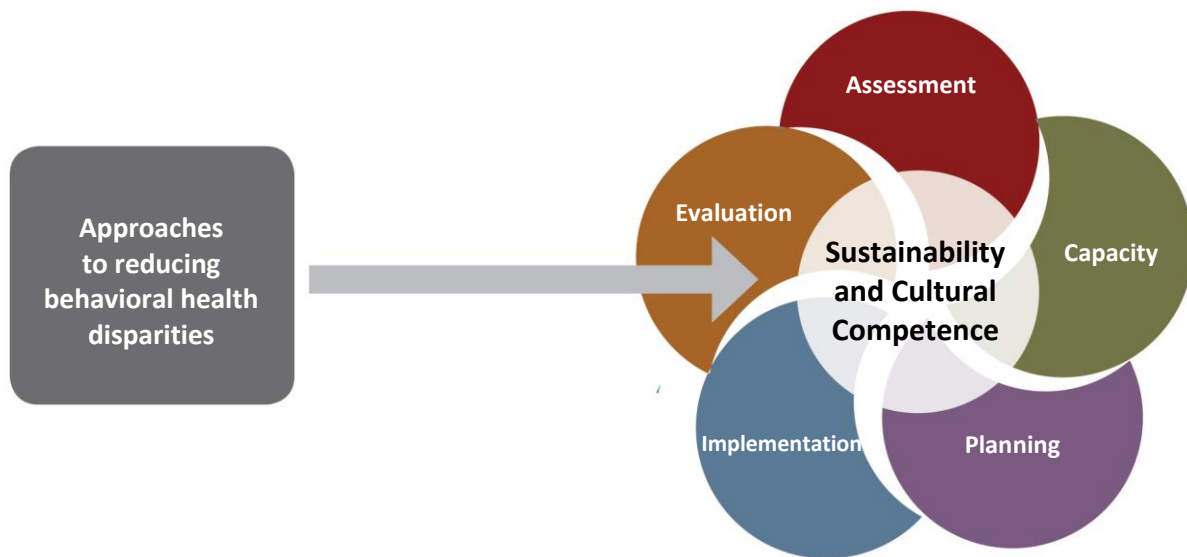 Approaches
to reducing
behavioral health
disparities
Assessment
Evaluation
Capacity
Sustainability
and Cultural
Competence
Implementation
Planning